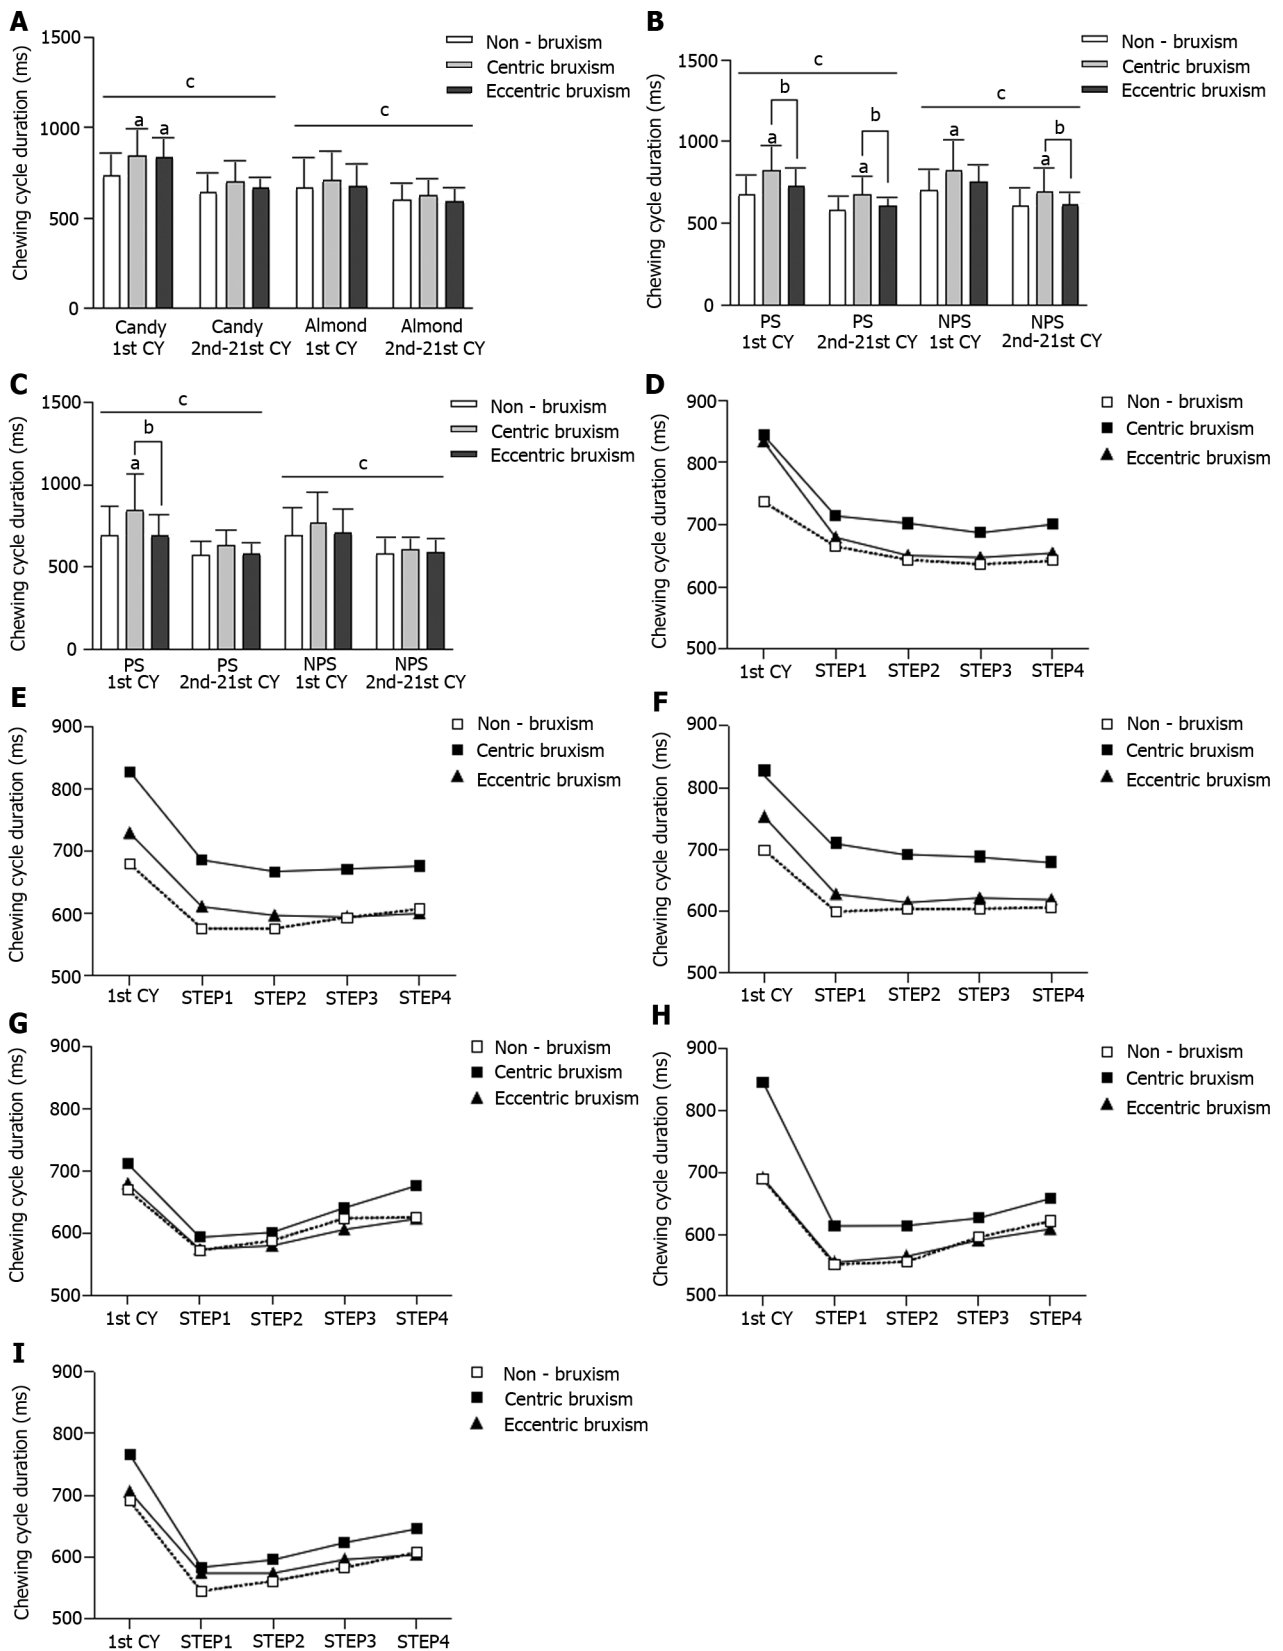 A
Chewing cycle duration (ms)
1500
1000
500
0
Non - bruxism
Centric bruxism
Eccentric bruxism
c
a a
c
Candy
1st CY
Candy
2nd-21st CY
Almond
1st CY
Almond
2nd-21st CY
B
Chewing cycle duration (ms)
1500
1000
500
0
Non - bruxism
Centric bruxism
Eccentric bruxism
c
b
a
b
a
c
a
b
a
PS
1st CY
PS
2nd-21st CY
NPS
1st CY
NPS
2nd-21st CY
C
Chewing cycle duration (ms)
1500
1000
500
0
Non - bruxism
Centric bruxism
Eccentric bruxism
c
b
a
c
PS
1st CY
PS
2nd-21st CY
NPS
1st CY
NPS
2nd-21st CY
D
Chewing cycle duration (ms)
900
800
700
600
500
Non - bruxism
Centric bruxism
Eccentric bruxism
1st CY STEP1 STEP2 STEP3 STEP4
E
Chewing cycle duration (ms)
900
800
700
600
500
Non - bruxism
Centric bruxism
Eccentric bruxism
1st CY STEP1 STEP2 STEP3 STEP4
F
Chewing cycle duration (ms)
900
800
700
600
500
Non - bruxism
Centric bruxism
Eccentric bruxism
1st CY STEP1 STEP2 STEP3 STEP4
G
Chewing cycle duration (ms)
900
800
700
600
500
Non - bruxism
Centric bruxism
Eccentric bruxism
1st CY STEP1 STEP2 STEP3 STEP4
H
Chewing cycle duration (ms)
900
800
700
600
500
Non - bruxism
Centric bruxism
Eccentric bruxism
1st CY STEP1 STEP2 STEP3 STEP4
I
Chewing cycle duration (ms)
900
800
700
600
500
Non - bruxism
Centric bruxism
Eccentric bruxism
1st CY STEP1 STEP2 STEP3 STEP4